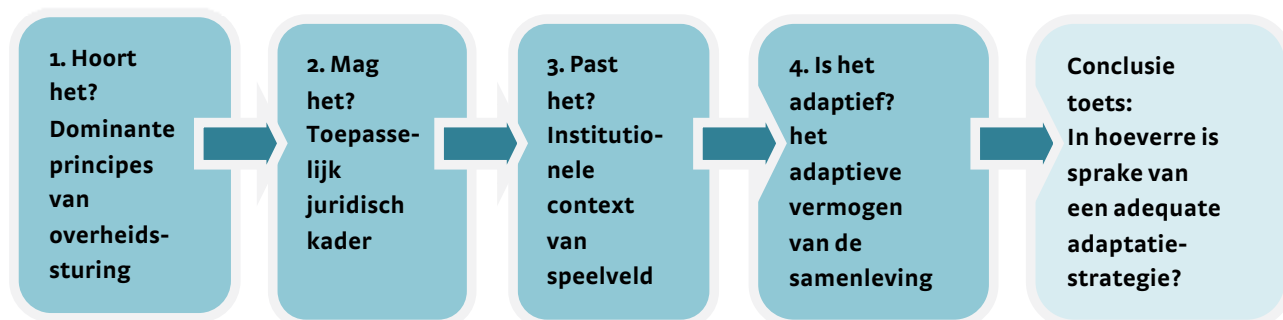 1. Hoort
het?
Dominante
principes
van
overheids-
sturing
2. Mag
het?
Toepasse-
lijk
juridisch
kader
3. Past
het?
Institutio-
nele
context
van
speelveld
4. Is het
adaptief?
het
adaptieve
vermogen
van de
samenleving
Conclusie
toets:
In hoeverre is
sprake van
een adequate
adaptatie-
strategie?